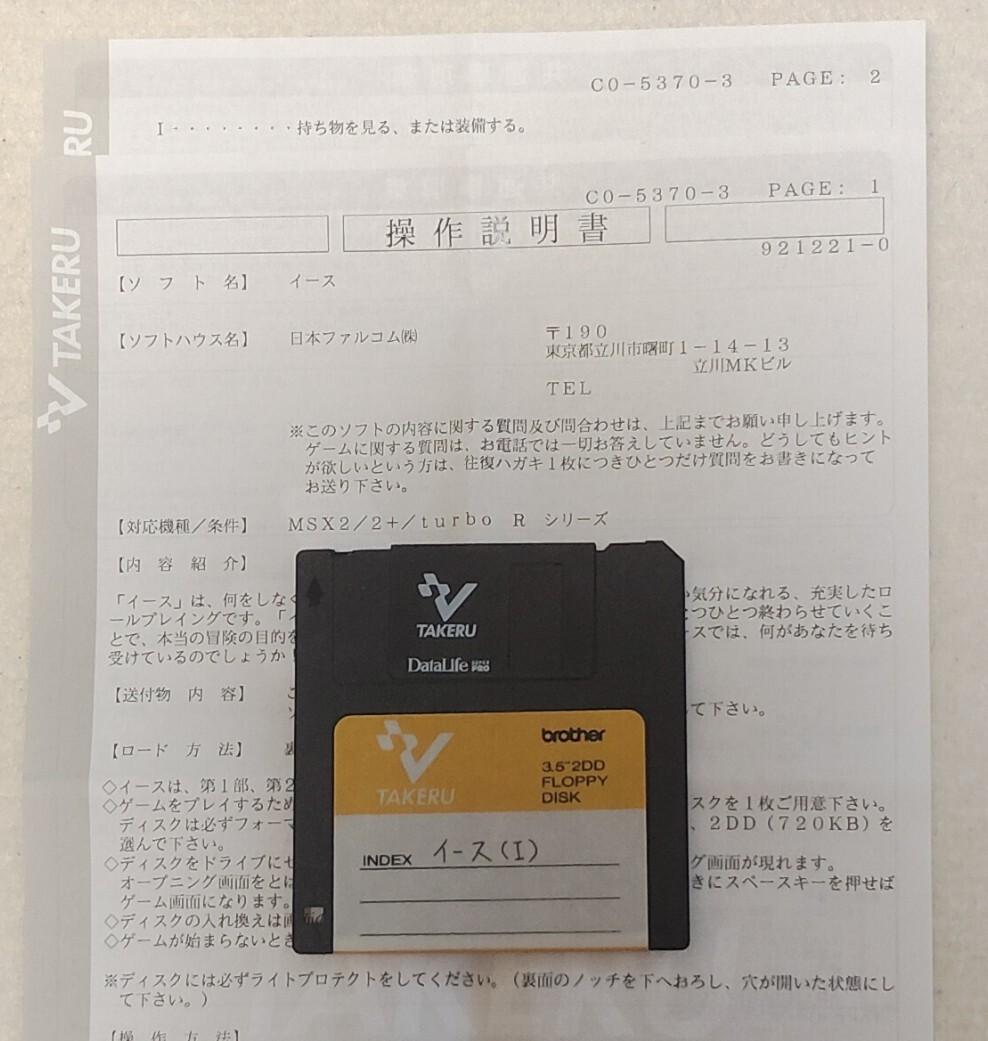 CO-5370-3 PAGE: 2
I・・・・・・・・持ち物を見る、または装備する。
RU
CO-5370-3 PAGE: 1
操作説明書
921221-0
TAKERU
【ソフト名】 イース
【ソフトハウス名】 日本ファルコム㈱ 〒190
東京都立川市曙町1-14-13
立川MKビル
TEL
※このソフトの内容に関する質問及び問合わせは、上記までお願い申し上げます。
ゲームに関する質問は、お電話では一切お答えしていません。どうしてもヒント
が欲しいという方は、往復ハガキ1枚につきひとつだけ質問をお書きになって
お送り下さい。
【対応機種/条件】 MSX2/2+/turbo R シリーズ
【内容紹介】
「イース」は、何をしな 気分になれる、充実したロ
ールプレイングです。「 つひとつ終わらせていくこ
とで、本当の冒険の目的を ースでは、何があなたを待ち
受けているのでしょうか
【送付物内容】 て下さい。
【ロード方法】
◇イースは、第1部、第2
◇ゲームをプレイするため スクを1枚ご用意下さい。
ディスクは必ずフォーマ 、2DD(720KB)を
選んで下さい。
◇ディスクをドライブにセ グ画面が現れます。
オープニング画面をとば きにスペースキーを押せば
ゲーム画面になります。
◇ディスクの入れ換えは画
◇ゲームが始まらないとき
※ディスクには必ずライトプロテクトをしてください。(裏面のノッチを下へおろし、穴が開いた状態にし
て下さい。)
【操作方法】
TAKERU
DataLife SUPER PRO
TAKERU
brother
3.5"2DD
FLOPPY
DISK
INDEX イース(I)